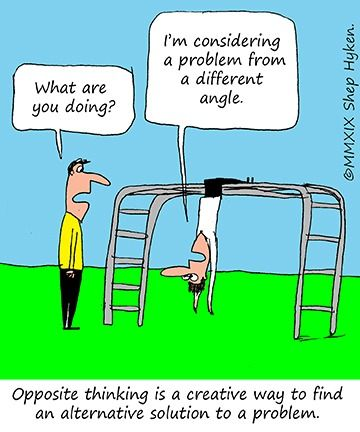 What are
you doing?
I'm considering
a problem from
a different
angle.
©MMXIX Shep Hyken.
Opposite thinking is a creative way to find
an alternative solution to a problem.